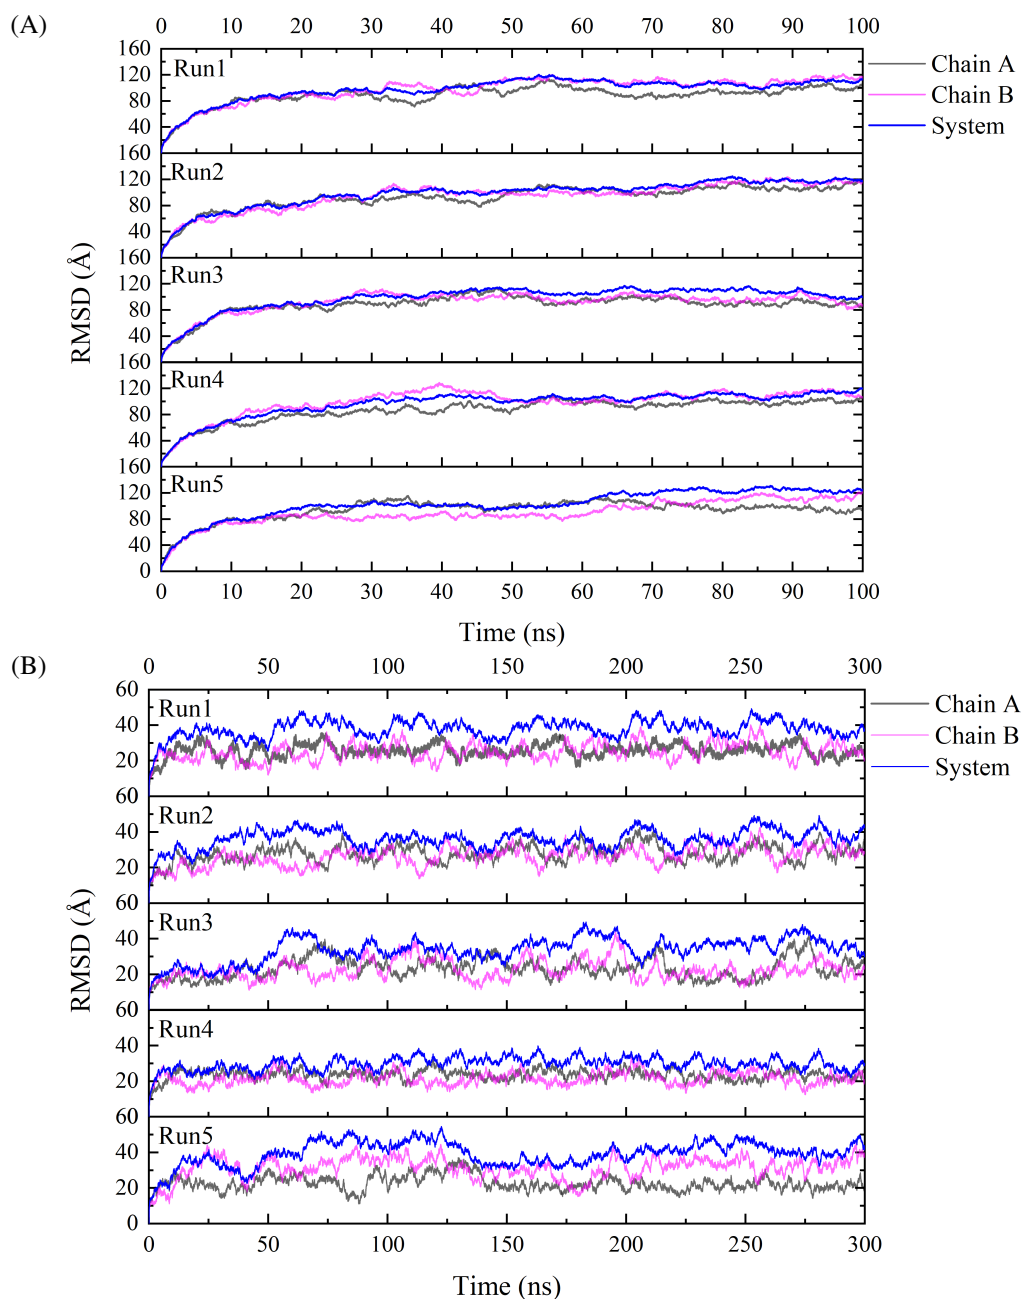 (A)
0 10 20 30 40 50 60 70 80 90 100
160
Run1
120
80
40
160
Run2
120
80
40
160
Run3
120
80
40
160
Run4
120
80
40
160
Run5
120
80
40
0
0 10 20 30 40 50 60 70 80 90 100
RMSD (Å)
Time (ns)
Chain A
Chain B
System
(B)
0 50 100 150 200 250 300
60
Run1
40
20
60
Run2
40
20
60
Run3
40
20
60
Run4
40
20
60
Run5
40
20
0
0 50 100 150 200 250 300
RMSD (Å)
Time (ns)
Chain A
Chain B
System